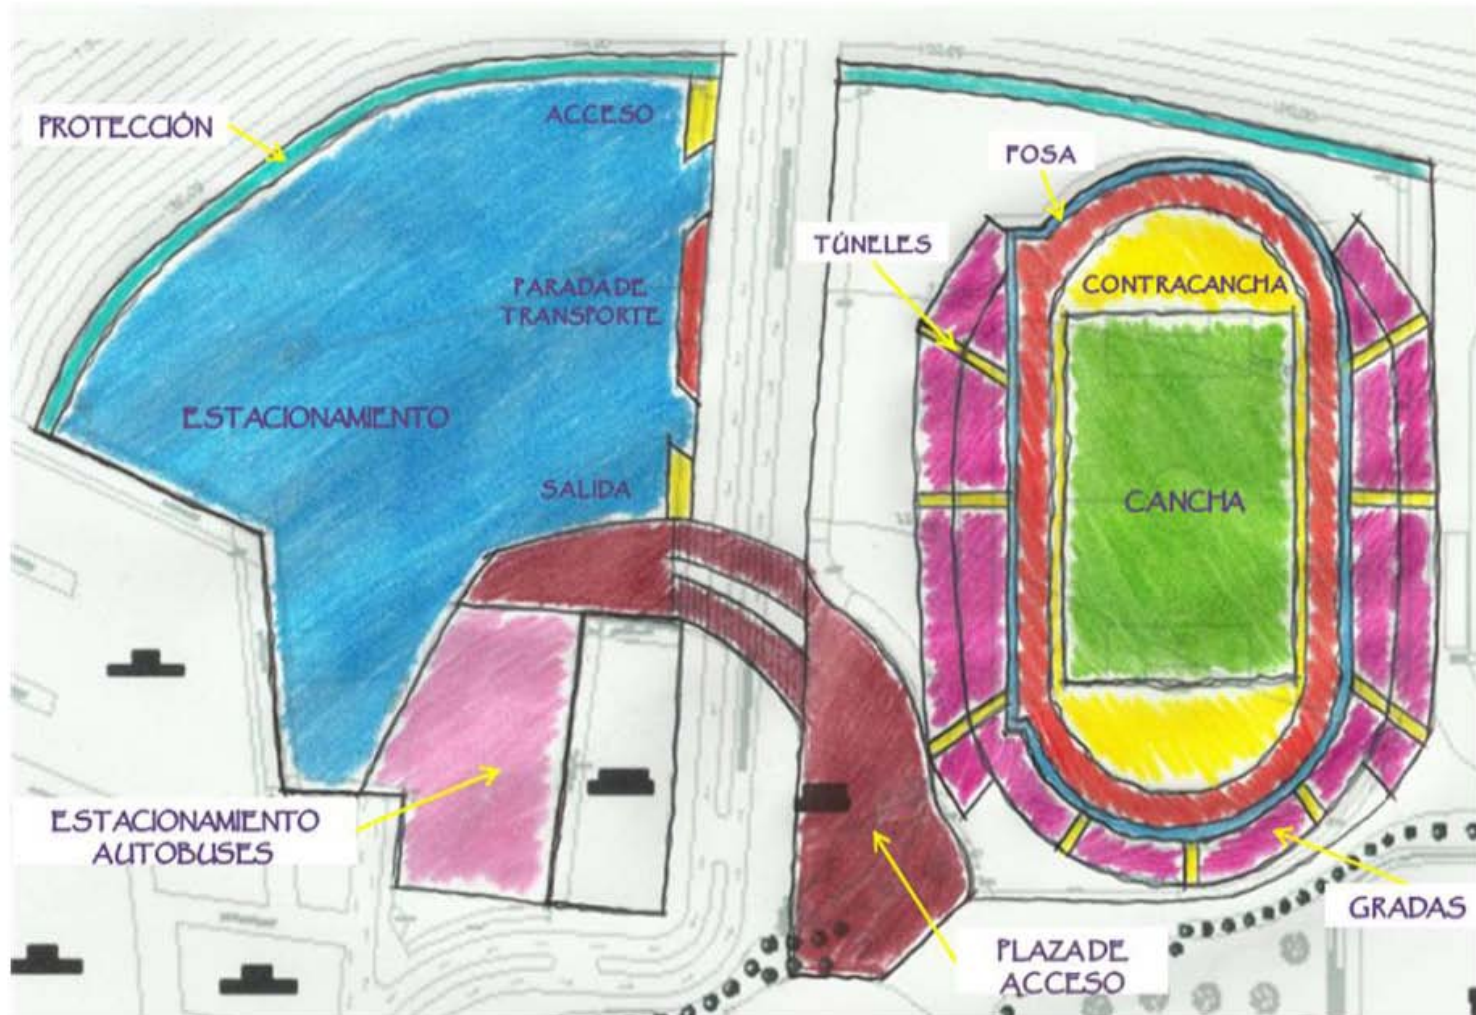 ACCESO
PROTECCIÓN
FOSA
TÚNELES
PARADA DE
TRANSPORTE
CONTRACANCHA
ESTACIONAMIENTO
SALIDA
CANCHA
ESTACIONAMIENTO
AUTOBUSES
GRADAS
PLAZA DE
ACCESO